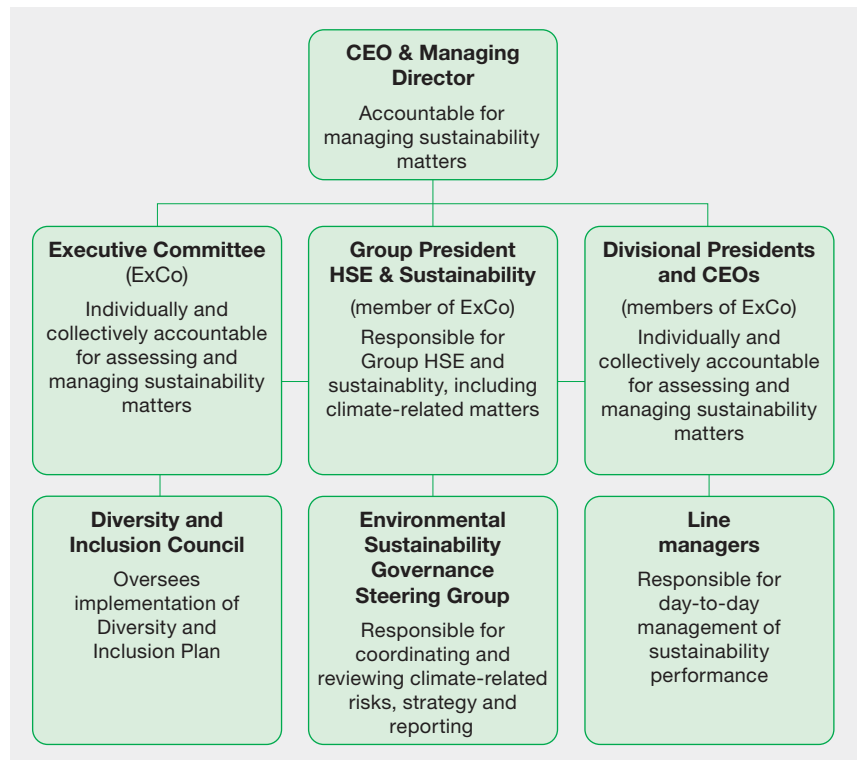 CEO & Managing
Director
Accountable for
managing sustainability
matters
Executive Committee
(ExCo)
Individually and
collectively accountable
for assessing and
managing sustainability
matters
Group President
HSE & Sustainability
(member of ExCo)
Responsible for
Group HSE and
sustainablity, including
climate-related matters
Divisional Presidents
and CEOs
(members of ExCo)
Individually and
collectively accountable
for assessing and
managing sustainability
matters
Diversity and
Inclusion Council
Oversees
implementation of
Diversity and
Inclusion Plan
Environmental
Sustainability
Governance
Steering Group
Responsible for
coordinating and
reviewing climate-related
risks, strategy and
reporting
Line
managers
Responsible for
day-to-day
management of
sustainability
performance